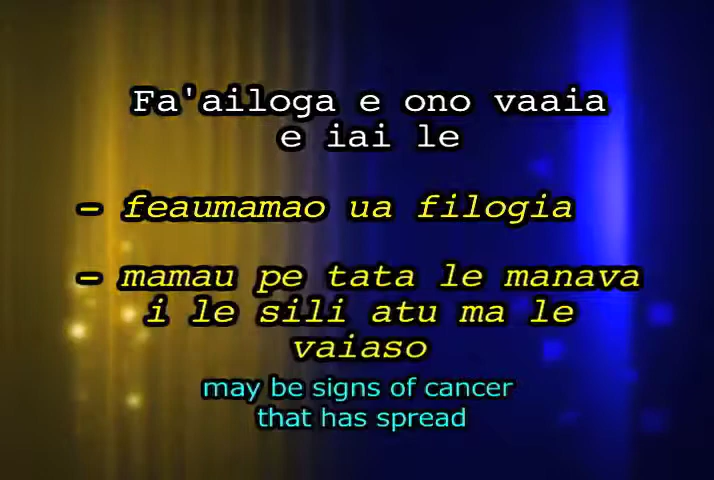 Fa'ailoga e ono vaaia
e iai le
- feaumamao ua filogia
- mamau pe tata le manava
i le sili atu ma le
vaiaso
may be signs of cancer
that has spread